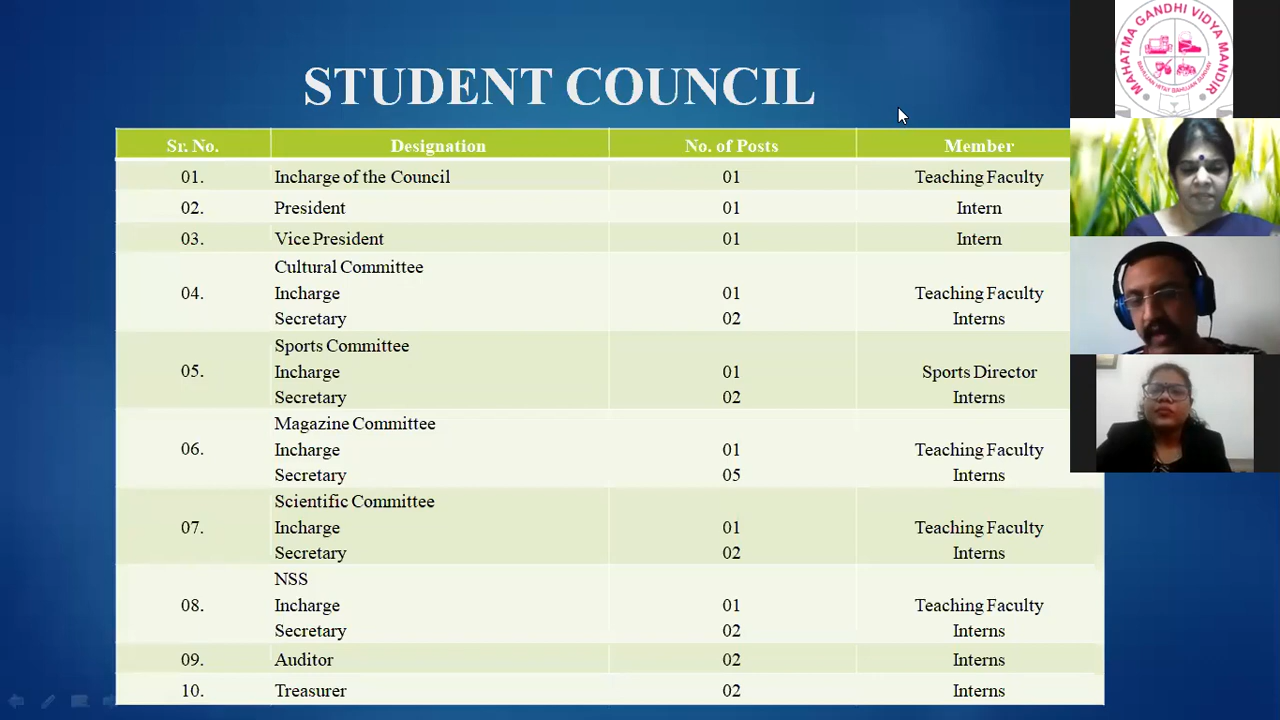 STUDENT COUNCIL
Sr. No. Designation No. of Posts Member
01. Incharge of the Council 01 Teaching Faculty
02. President 01 Intern
03. Vice President 01 Intern
Cultural Committee
04. Incharge 01 Teaching Faculty
Secretary 02 Interns
Sports Committee
05. Incharge 01 Sports Director
Secretary 02 Interns
Magazine Committee
06. Incharge 01 Teaching Faculty
Secretary 05 Interns
Scientific Committee
07. Incharge 01 Teaching Faculty
Secretary 02 Interns
NSS
08. Incharge 01 Teaching Faculty
Secretary 02 Interns
09. Auditor 02 Interns
10. Treasurer 02 Interns
MAHATMA GANDHI VIDYA MANDIR
BAHUJAN HITAY BAHUJAN SUKHAY